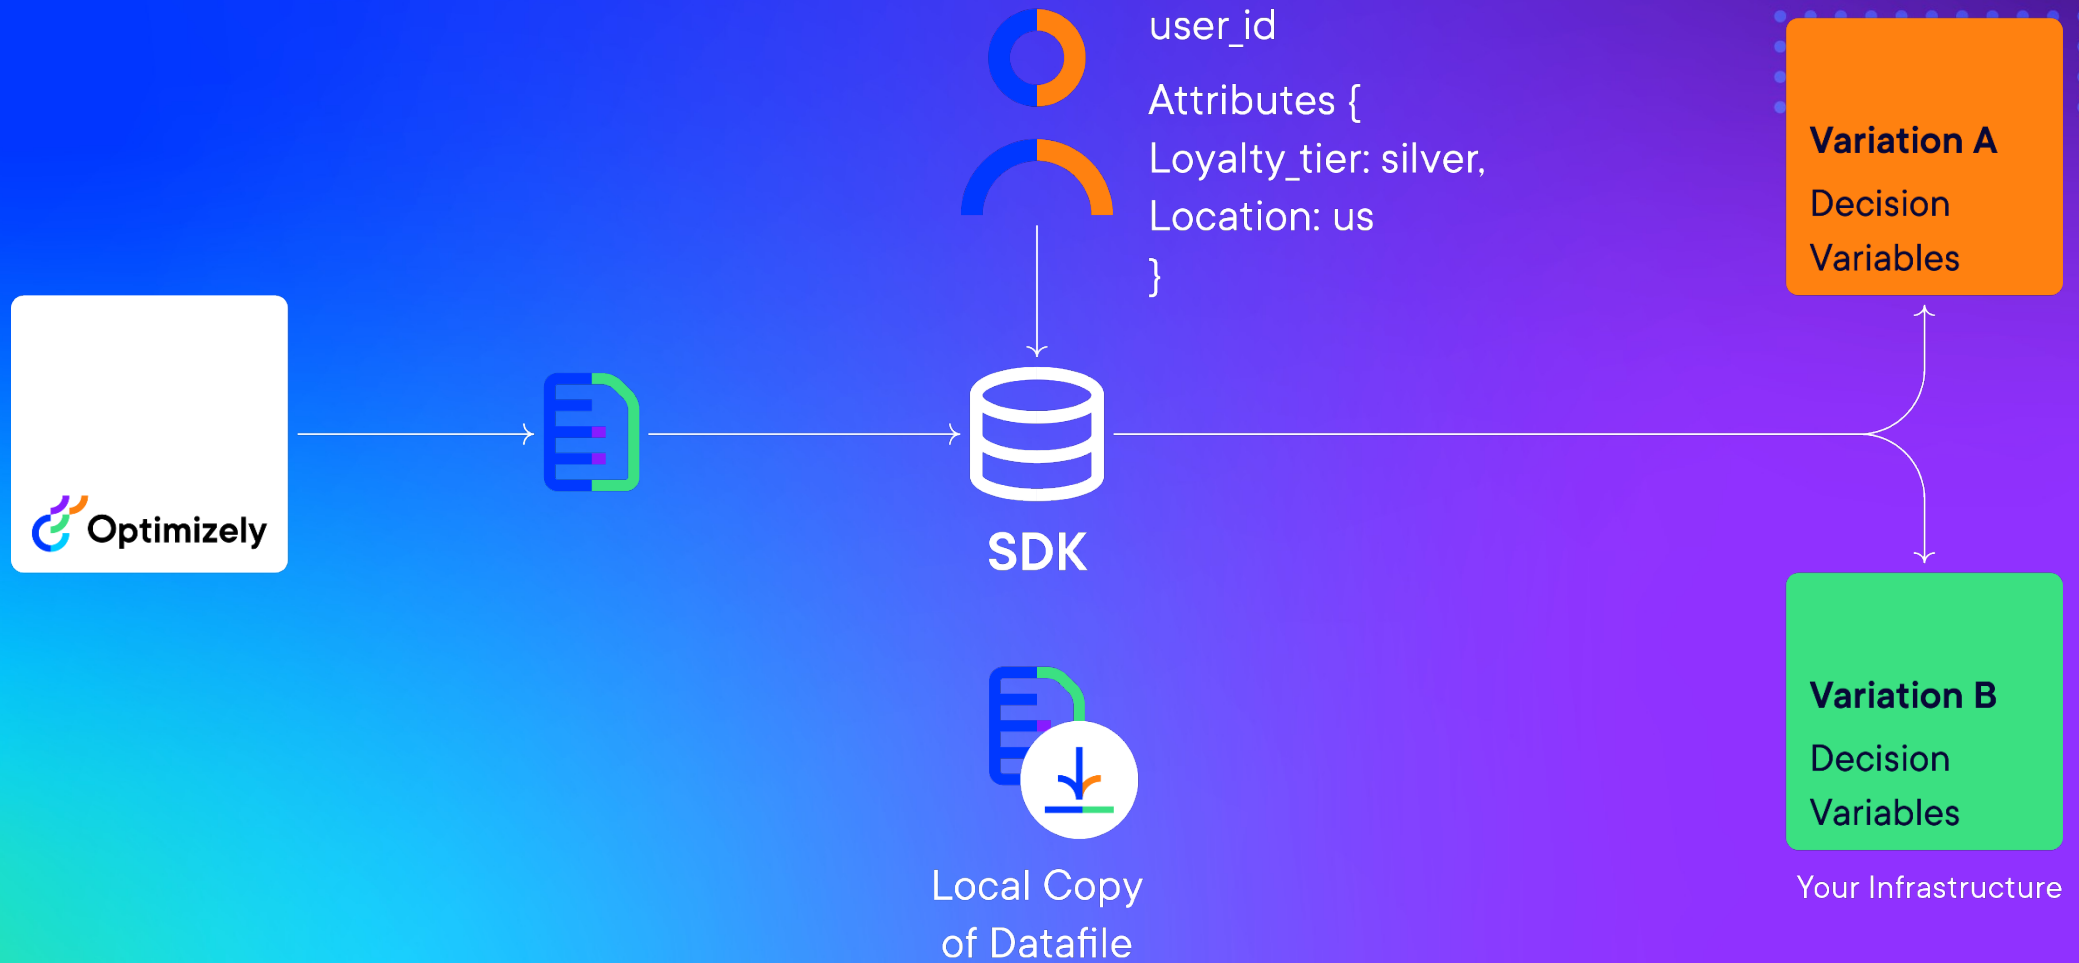 user_id
Attributes {
Loyalty_tier: silver,
Location: us
}
Variation A
Decision
Variables
Optimizely
SDK
Variation B
Decision
Variables
Your Infrastructure
Local Copy
of Datafile